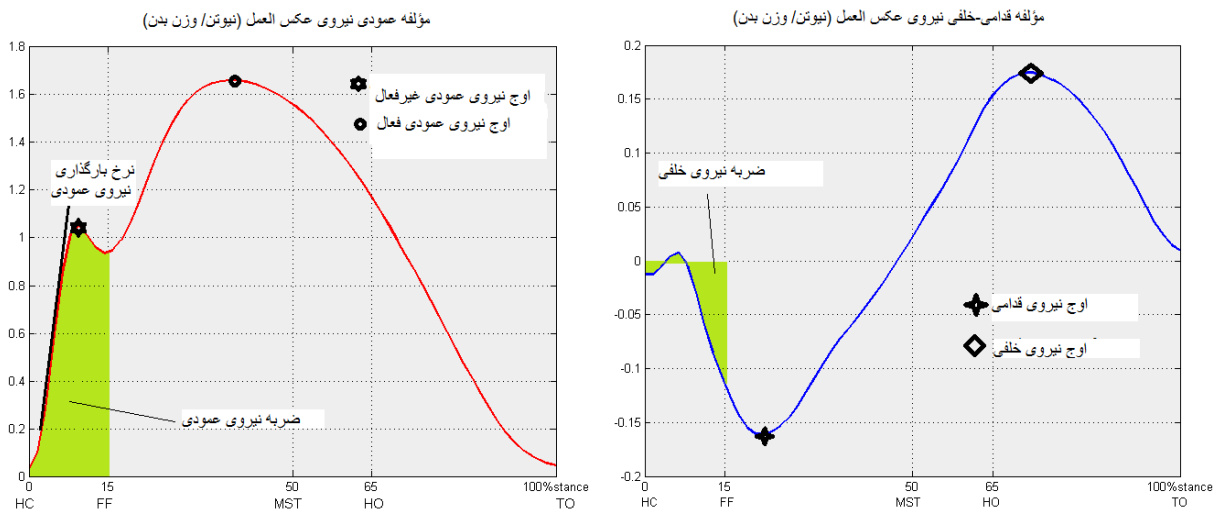 مؤلفه عمودی نیروی عکس العمل (نیوتن/ وزن بدن)
1.8
1.6
1.4
1.2
1
0.8
0.6
0.4
0.2
0
اوج نیروی عمودی غیرفعال
اوج نیروی عمودی فعال
نرخ بارگذاری
نیروی عمودی
ضربه نیروی عمودی
0 15 50 65 100%stance
HC FF MST HO TO
مؤلفه قدامی-خلفی نیروی عکس العمل (نیوتن/ وزن بدن)
0.2
0.15
0.1
0.05
0
-0.05
-0.1
-0.15
-0.2
ضربه نیروی خلفی
اوج نیروی قدامی
اوج نیروی خلفی
0 15 50 65 100%stance
HC FF MST HO TO